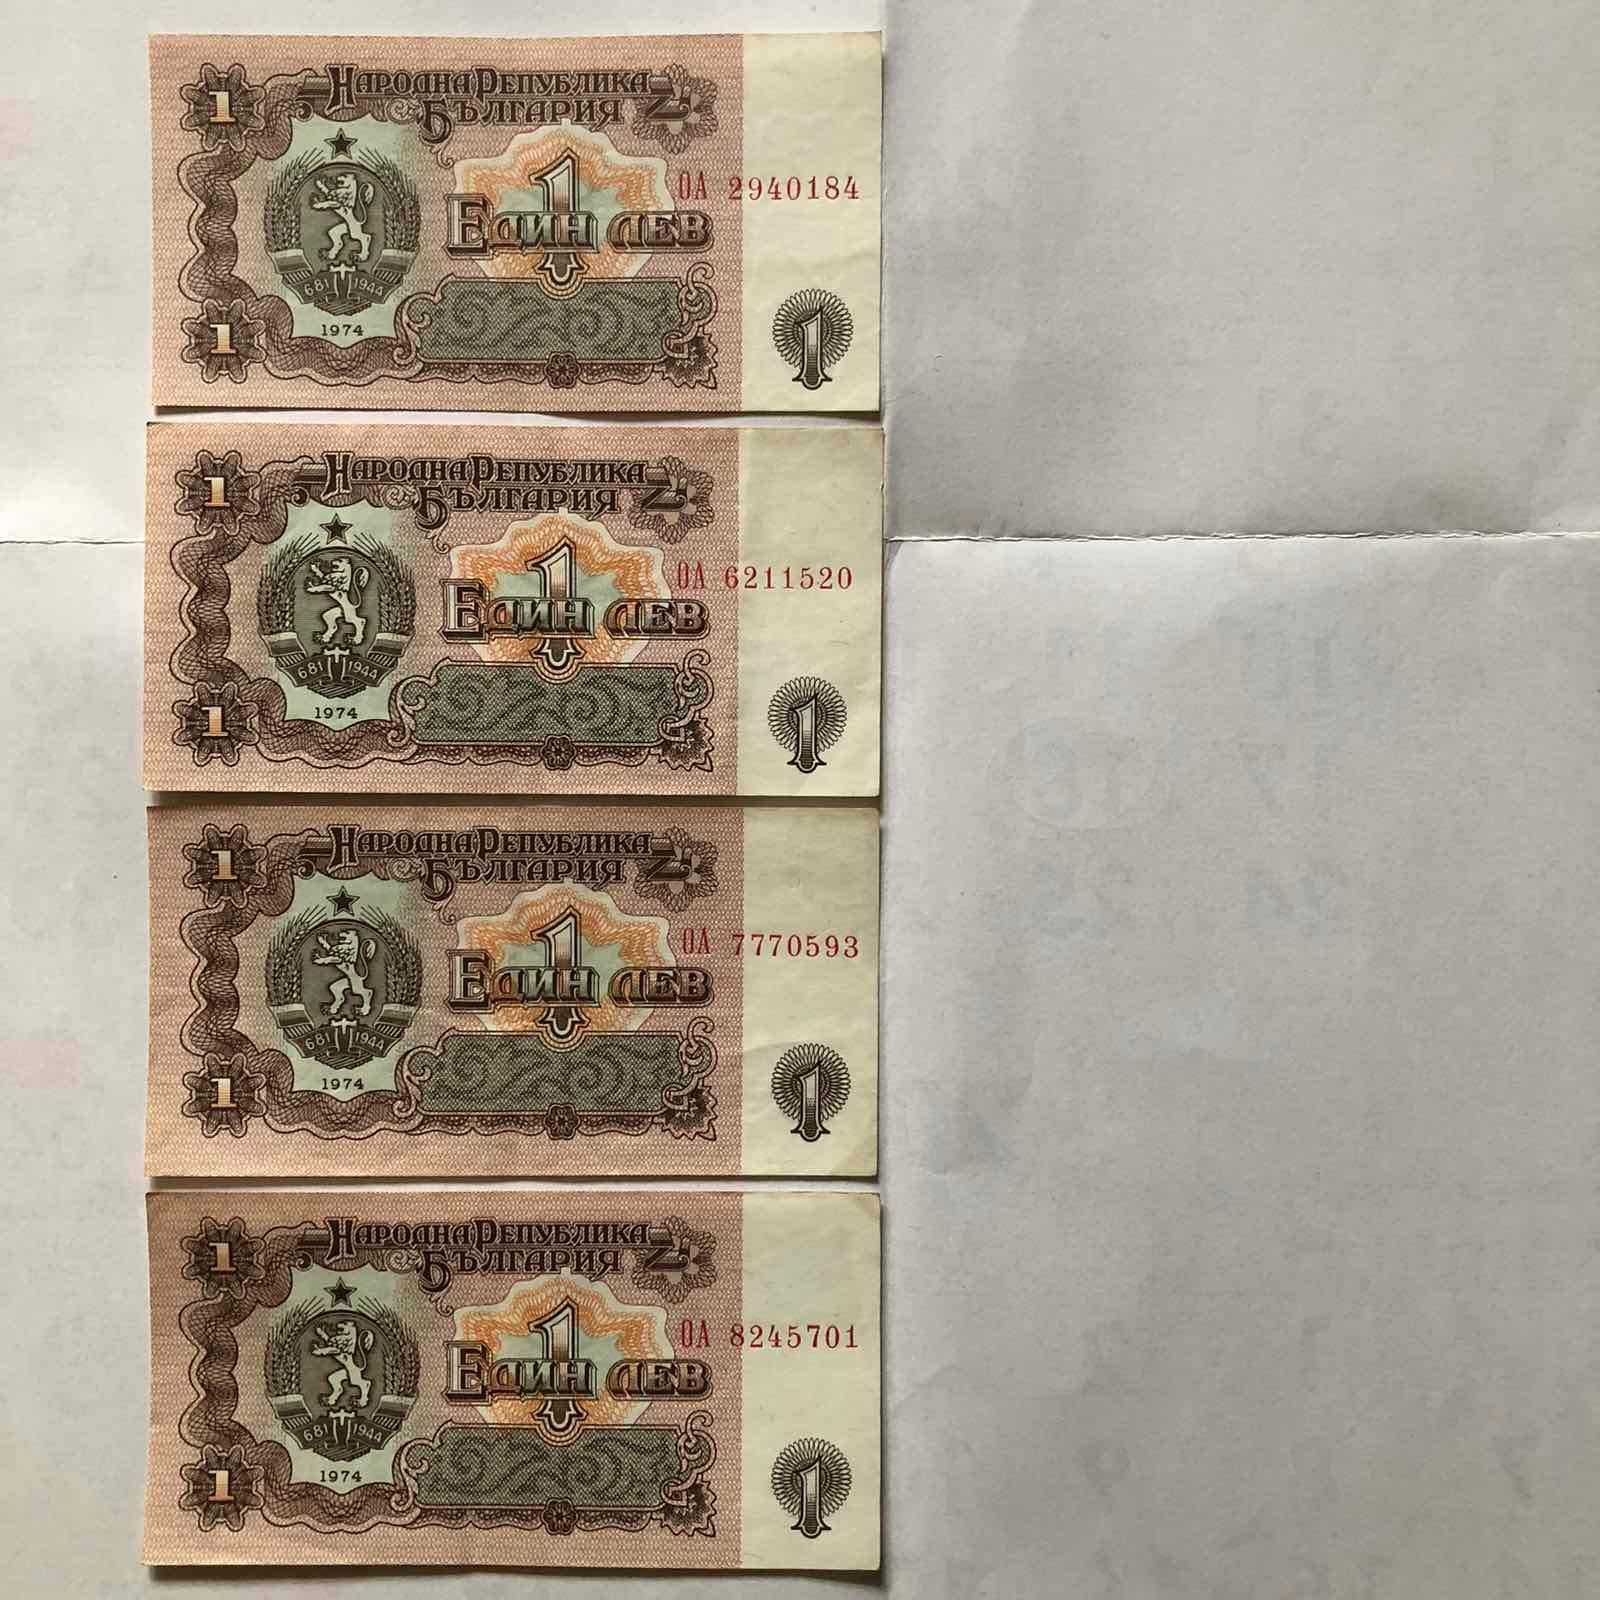 1
НАРОДНА РЕПУБЛИКА
БЪЛГАРИЯ
1
ОА 2940184
ЕДИН ЛЕВ
681 1944
1974
1
1
1
НАРОДНА РЕПУБЛИКА
БЪЛГАРИЯ
1
ОА 6211520
ЕДИН ЛЕВ
681 1944
1974
1
1
1
НАРОДНА РЕПУБЛИКА
БЪЛГАРИЯ
1
ОА 7770593
ЕДИН ЛЕВ
681 1944
1974
1
1
1
НАРОДНА РЕПУБЛИКА
БЪЛГАРИЯ
1
ОА 8245701
ЕДИН ЛЕВ
681 1944
1974
1
1